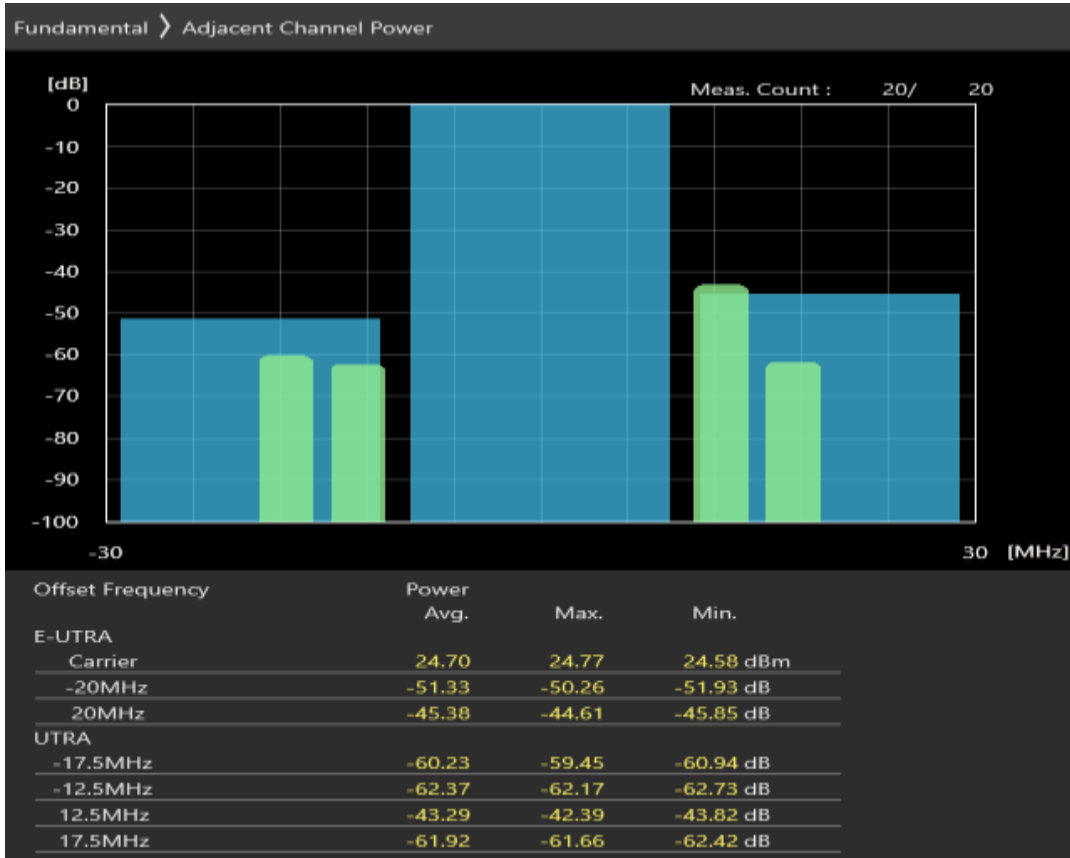 Fundamental 〉 Adjacent Channel Power
[dB]
Meas. Count : 20/ 20
0
-10
-20
-30
-40
-50
-60
-70
-80
-90
-100
-30 30 [MHz]
Offset Frequency Power
Avg. Max. Min.
E-UTRA
Carrier 24.70 24.77 24.58 dBm
-20MHz -51.33 -50.26 -51.93 dB
20MHz -45.38 -44.61 -45.85 dB
UTRA
-17.5MHz -60.23 -59.45 -60.94 dB
-12.5MHz -62.37 -62.17 -62.73 dB
12.5MHz -43.29 -42.39 -43.82 dB
17.5MHz -61.92 -61.66 -62.42 dB